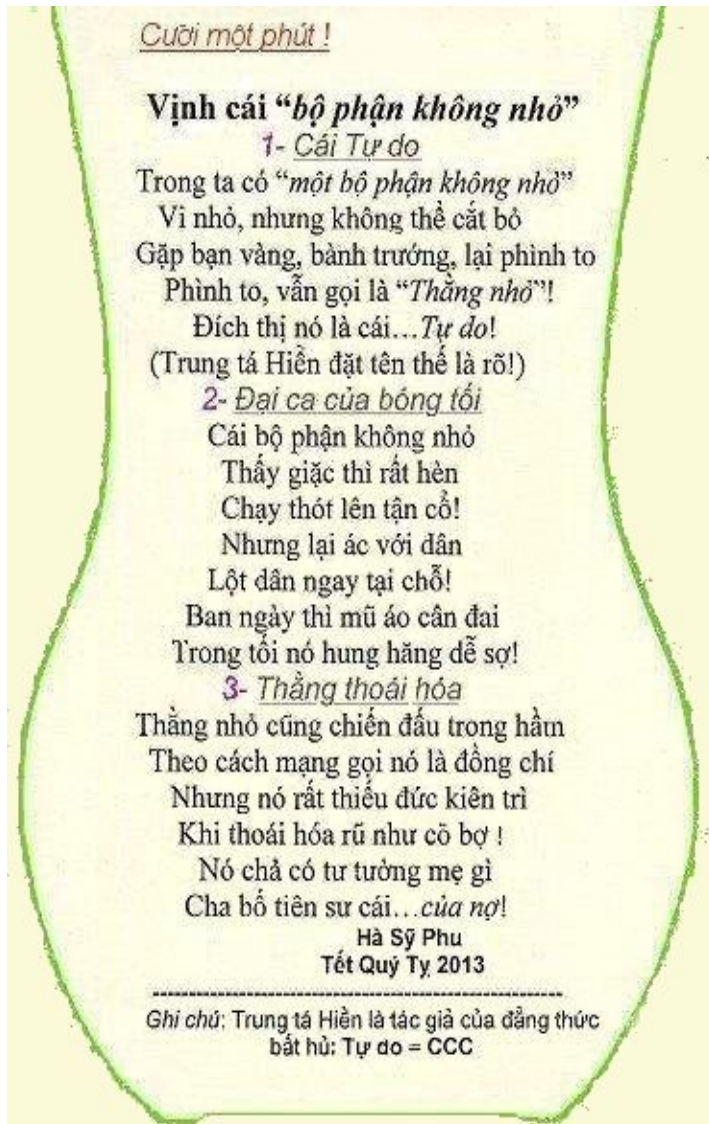 Cười một phút !
Vịnh cái “bộ phận không nhỏ”
1- Cái Tự do
Trong ta có “một bộ phận không nhỏ”
Vi nhỏ, nhưng không thể cắt bỏ
Gặp bạn vàng, bành trướng, lại phình to
Phình to, vẫn gọi là “Thằng nhỏ”!
Đích thị nó là cái…Tự do!
(Trung tá Hiền đặt tên thế là rõ!)
2- Đại ca của bóng tối
Cái bộ phận không nhỏ
Thấy giặc thì rất hèn
Chạy thót lên tận cổ!
Nhưng lại ác với dân
Lột dân ngay tại chỗ!
Ban ngày thì mũ áo cân đai
Trong tối nó hung hăng dễ sợ!
3- Thằng thoái hóa
Thằng nhỏ cũng chiến đấu trong hầm
Theo cách mạng gọi nó là đồng chí
Nhưng nó rất thiếu đức kiên trì
Khi thoái hóa rũ như cò bợ !
Nó chả có tư tưởng mẹ gì
Cha bố tiên sư cái…của nợ!
Hà Sỹ Phu
Tết Quý Tỵ 2013
Ghi chú: Trung tá Hiền là tác giả của đẳng thức
bất hủ: Tự do = CCC